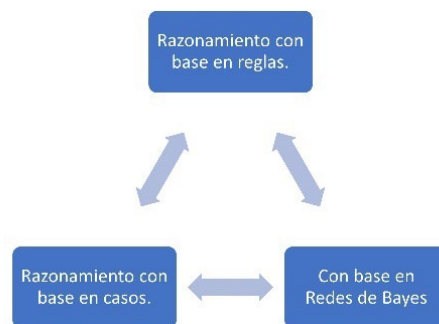 Razonamiento con
base en reglas.
Razonamiento con
base en casos.
Con base en
Redes de Bayes